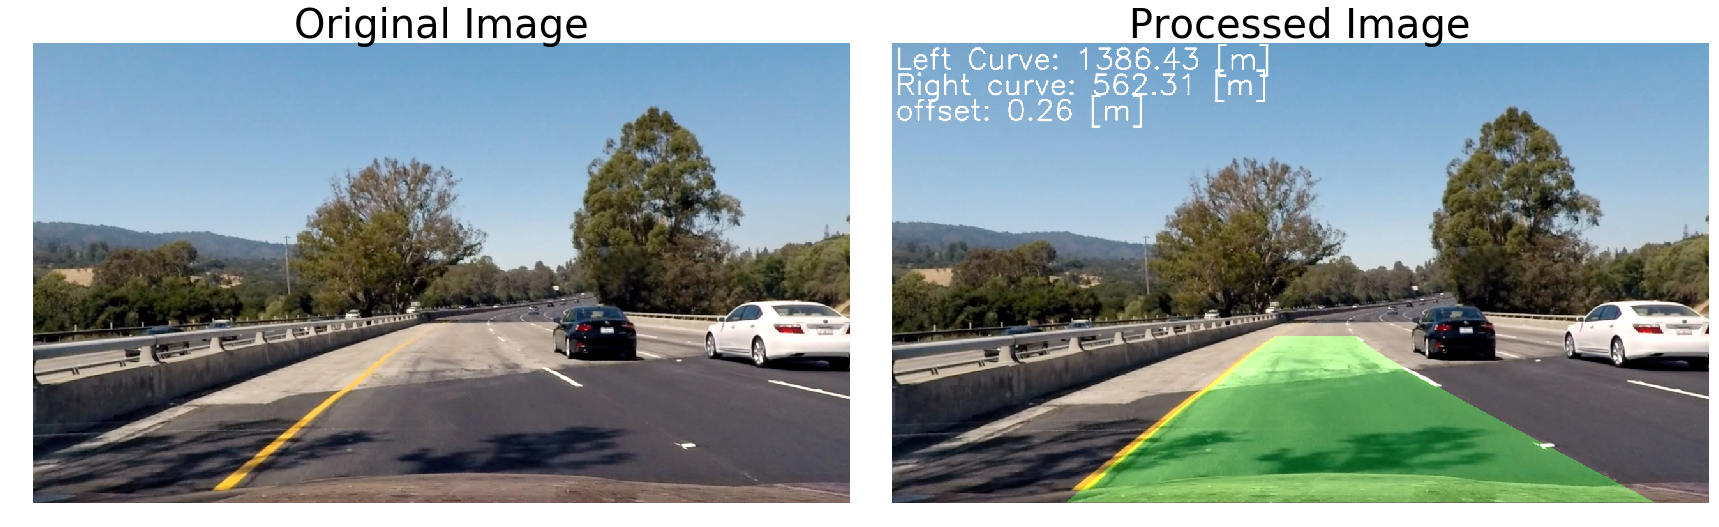 Original Image
Processed Image
Left Curve: 1386.43 [m]
Right curve: 562.31 [m]
offset: 0.26 [m]